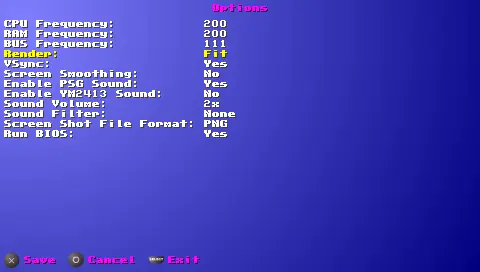 Options
CPU Frequency: 200
RAM Frequency: 200
BUS Frequency: 111
Render: Fit
VSync: Yes
Screen Smoothing: No
Enable PSG Sound: Yes
Enable YM2413 Sound: No
Sound Volume: 2x
Sound Filter: None
Screen Shot File Format: PNG
Run BIOS: Yes
X Save O Cancel SELECT Exit